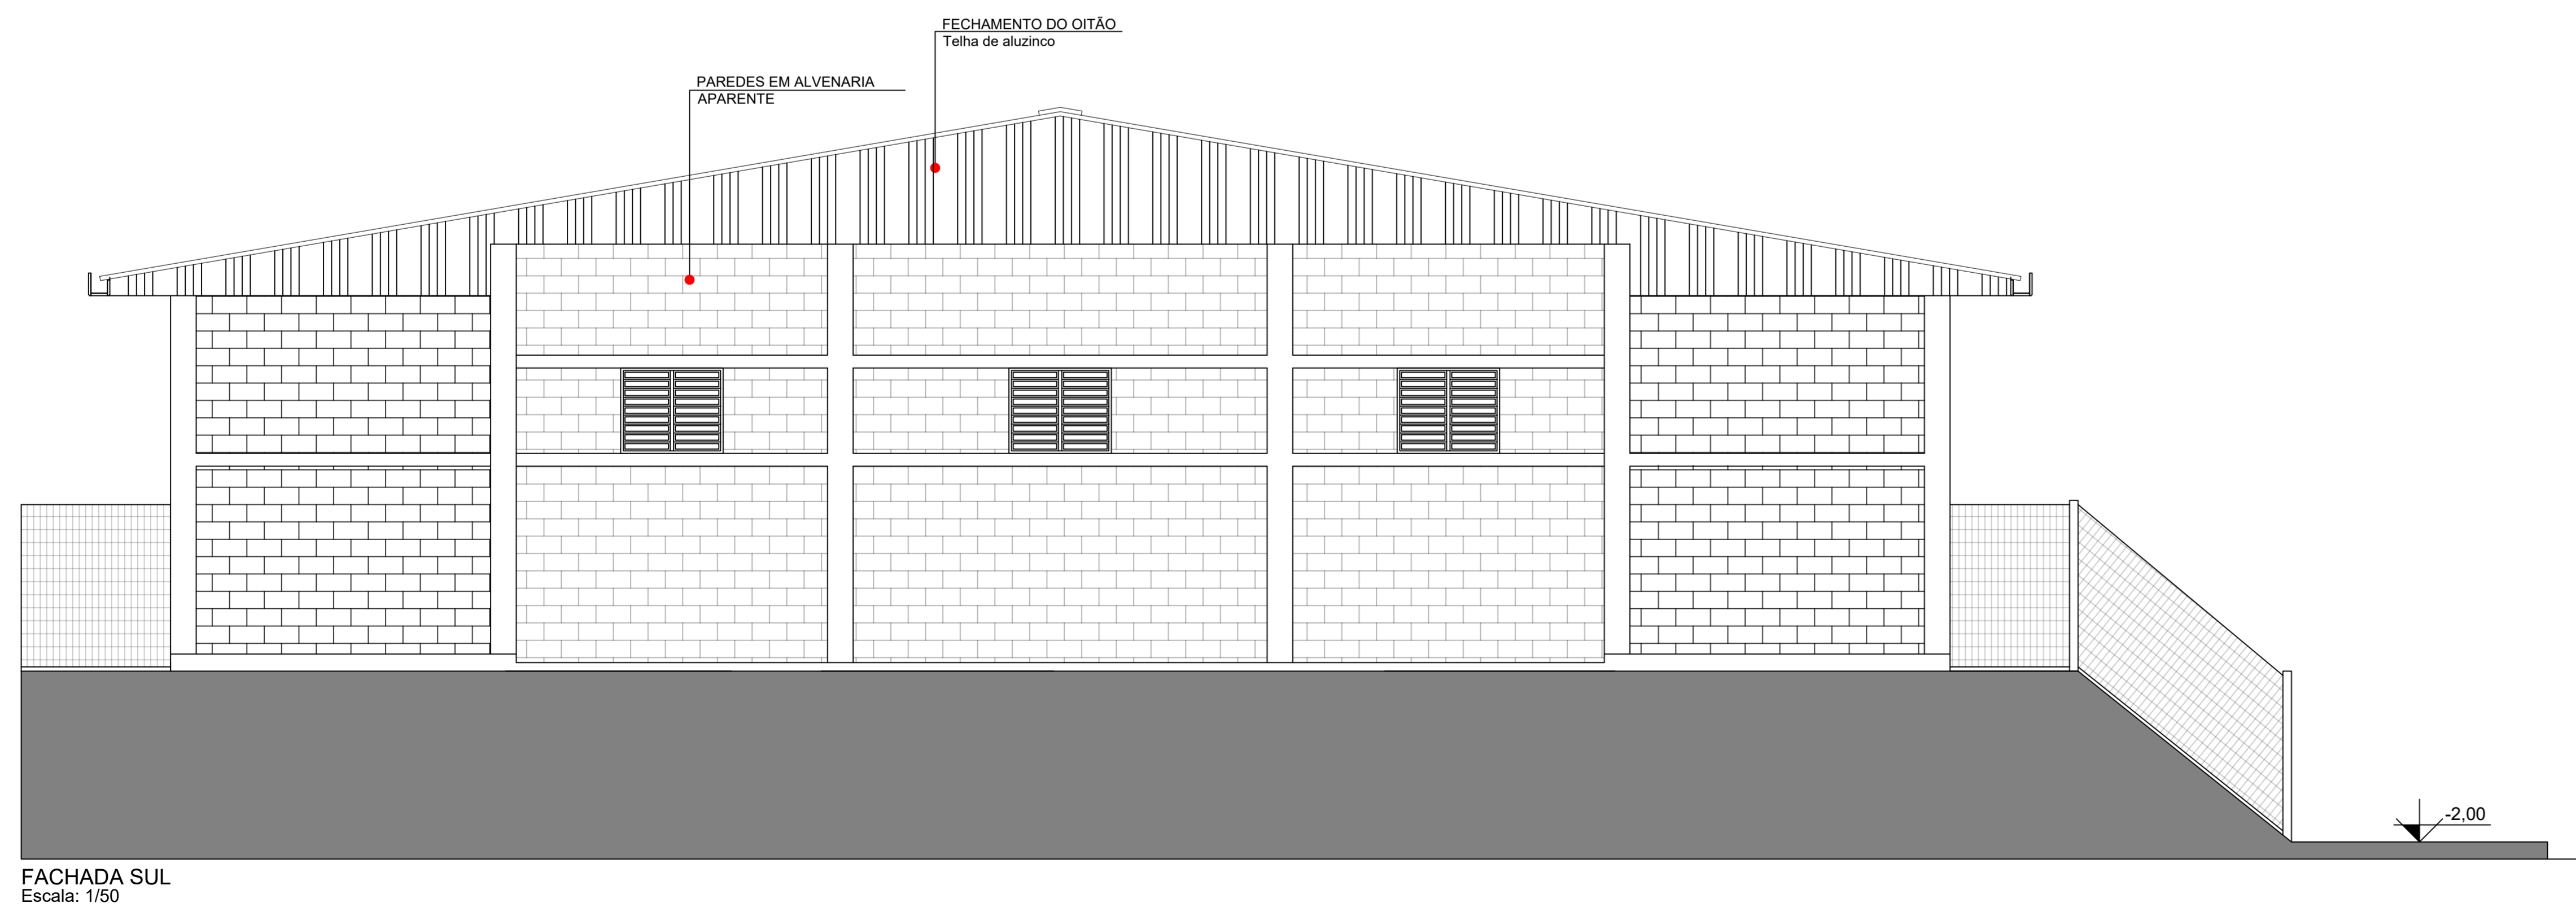 FECHAMENTO DO OITÃO
Telha de aluzinco
PAREDES EM ALVENARIA
APARENTE
-2,00
FACHADA SUL
Escala: 1/50